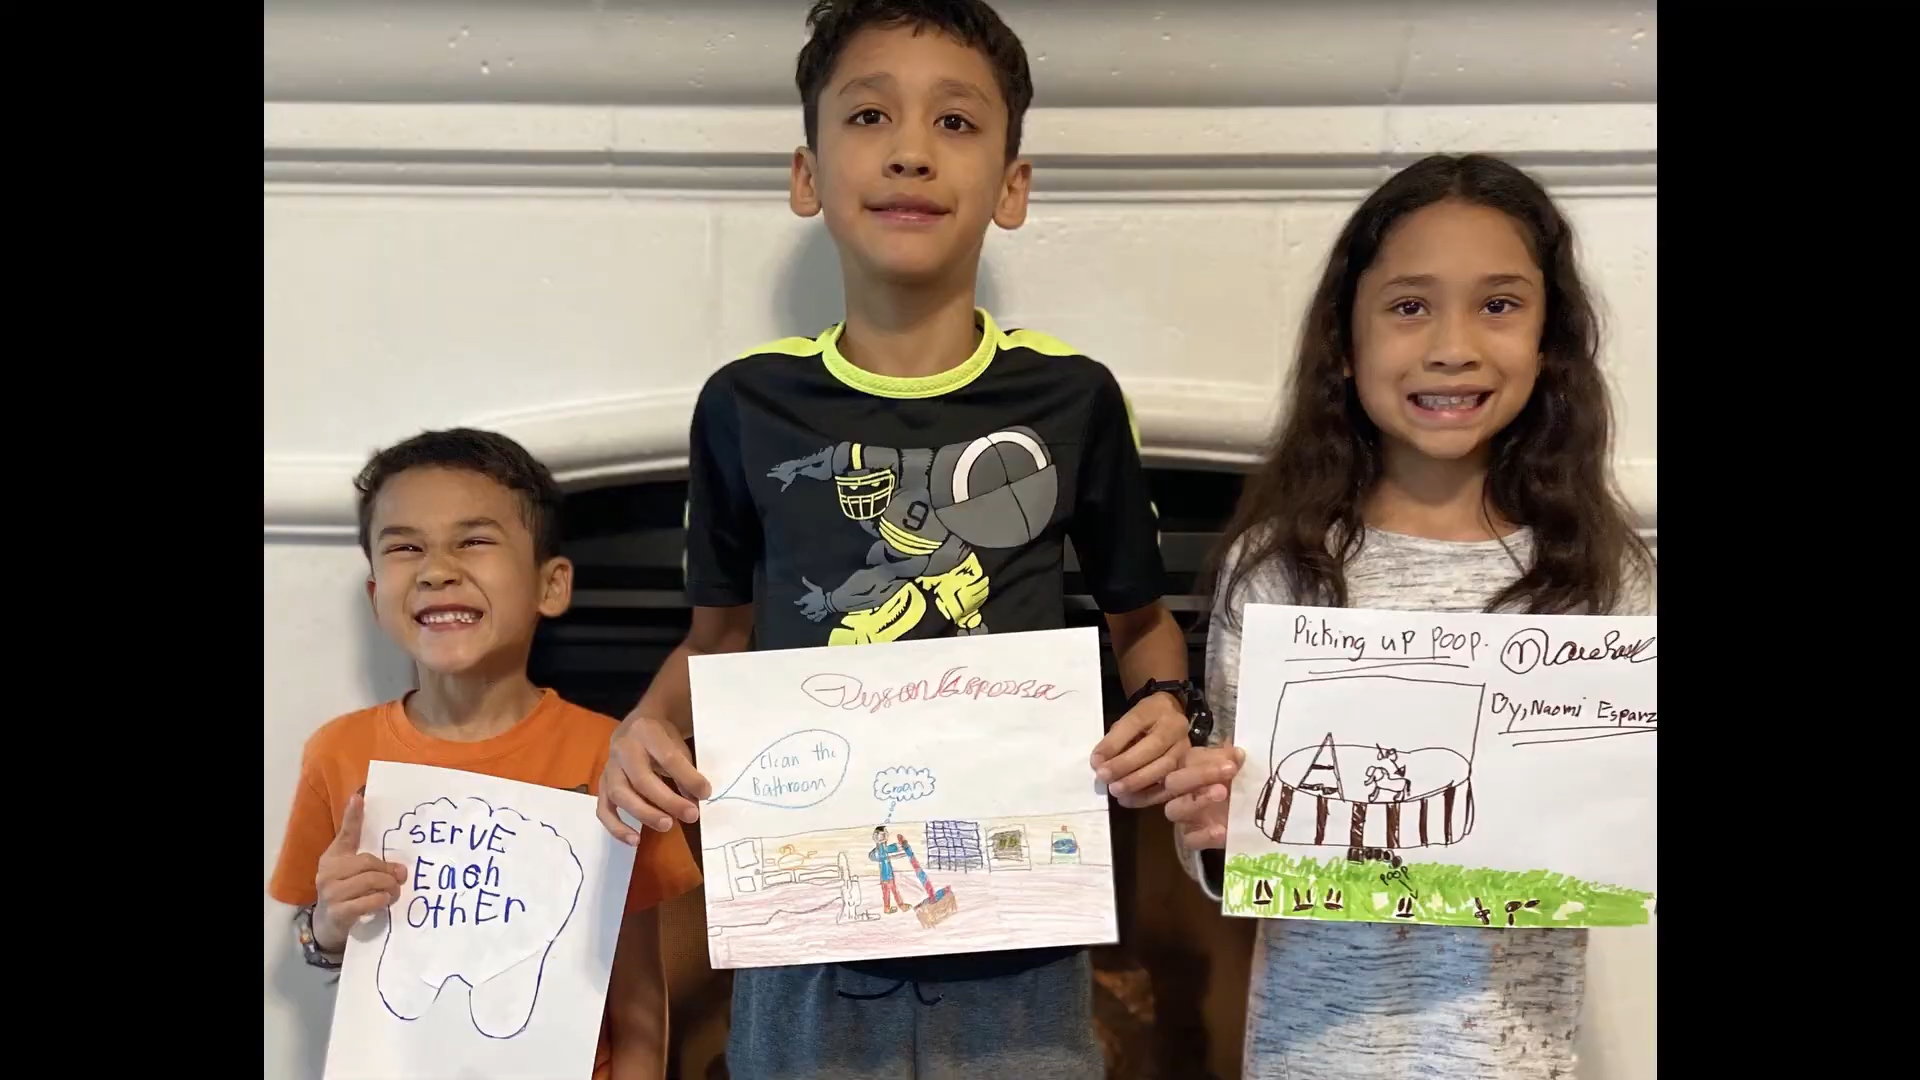 SErVE
Each
OthEr
Clean the
Bathroom
Groan
9
Picking up poop.
By, Naomi Esparz
poop